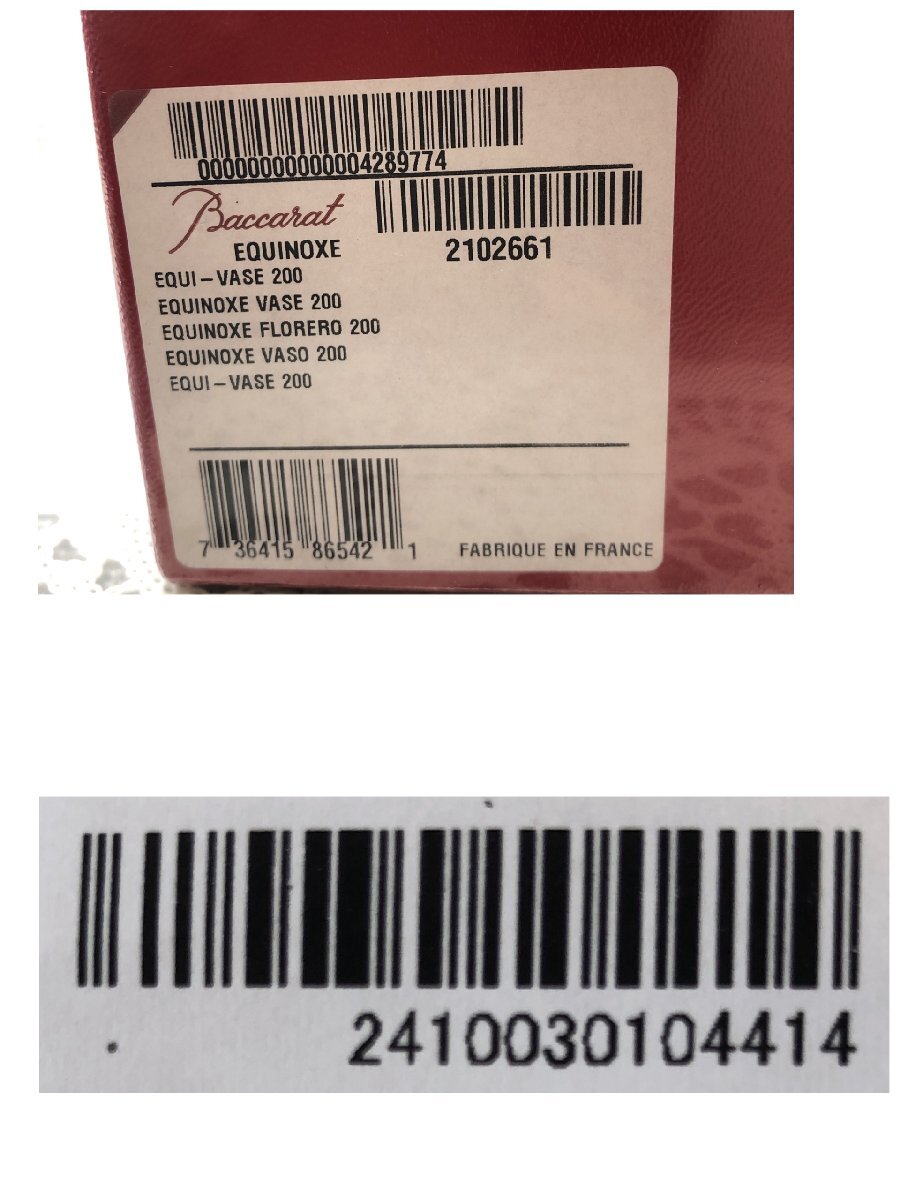 00000000000004289774
Baccarat
EQUINOXE
2102661
EQUI-VASE 200
EQUINOXE VASE 200
EQUINOXE FLORERO 200
EQUINOXE VASO 200
EQUI-VASE 200
7 36415 86542 1
FABRIQUE EN FRANCE
2410030104414